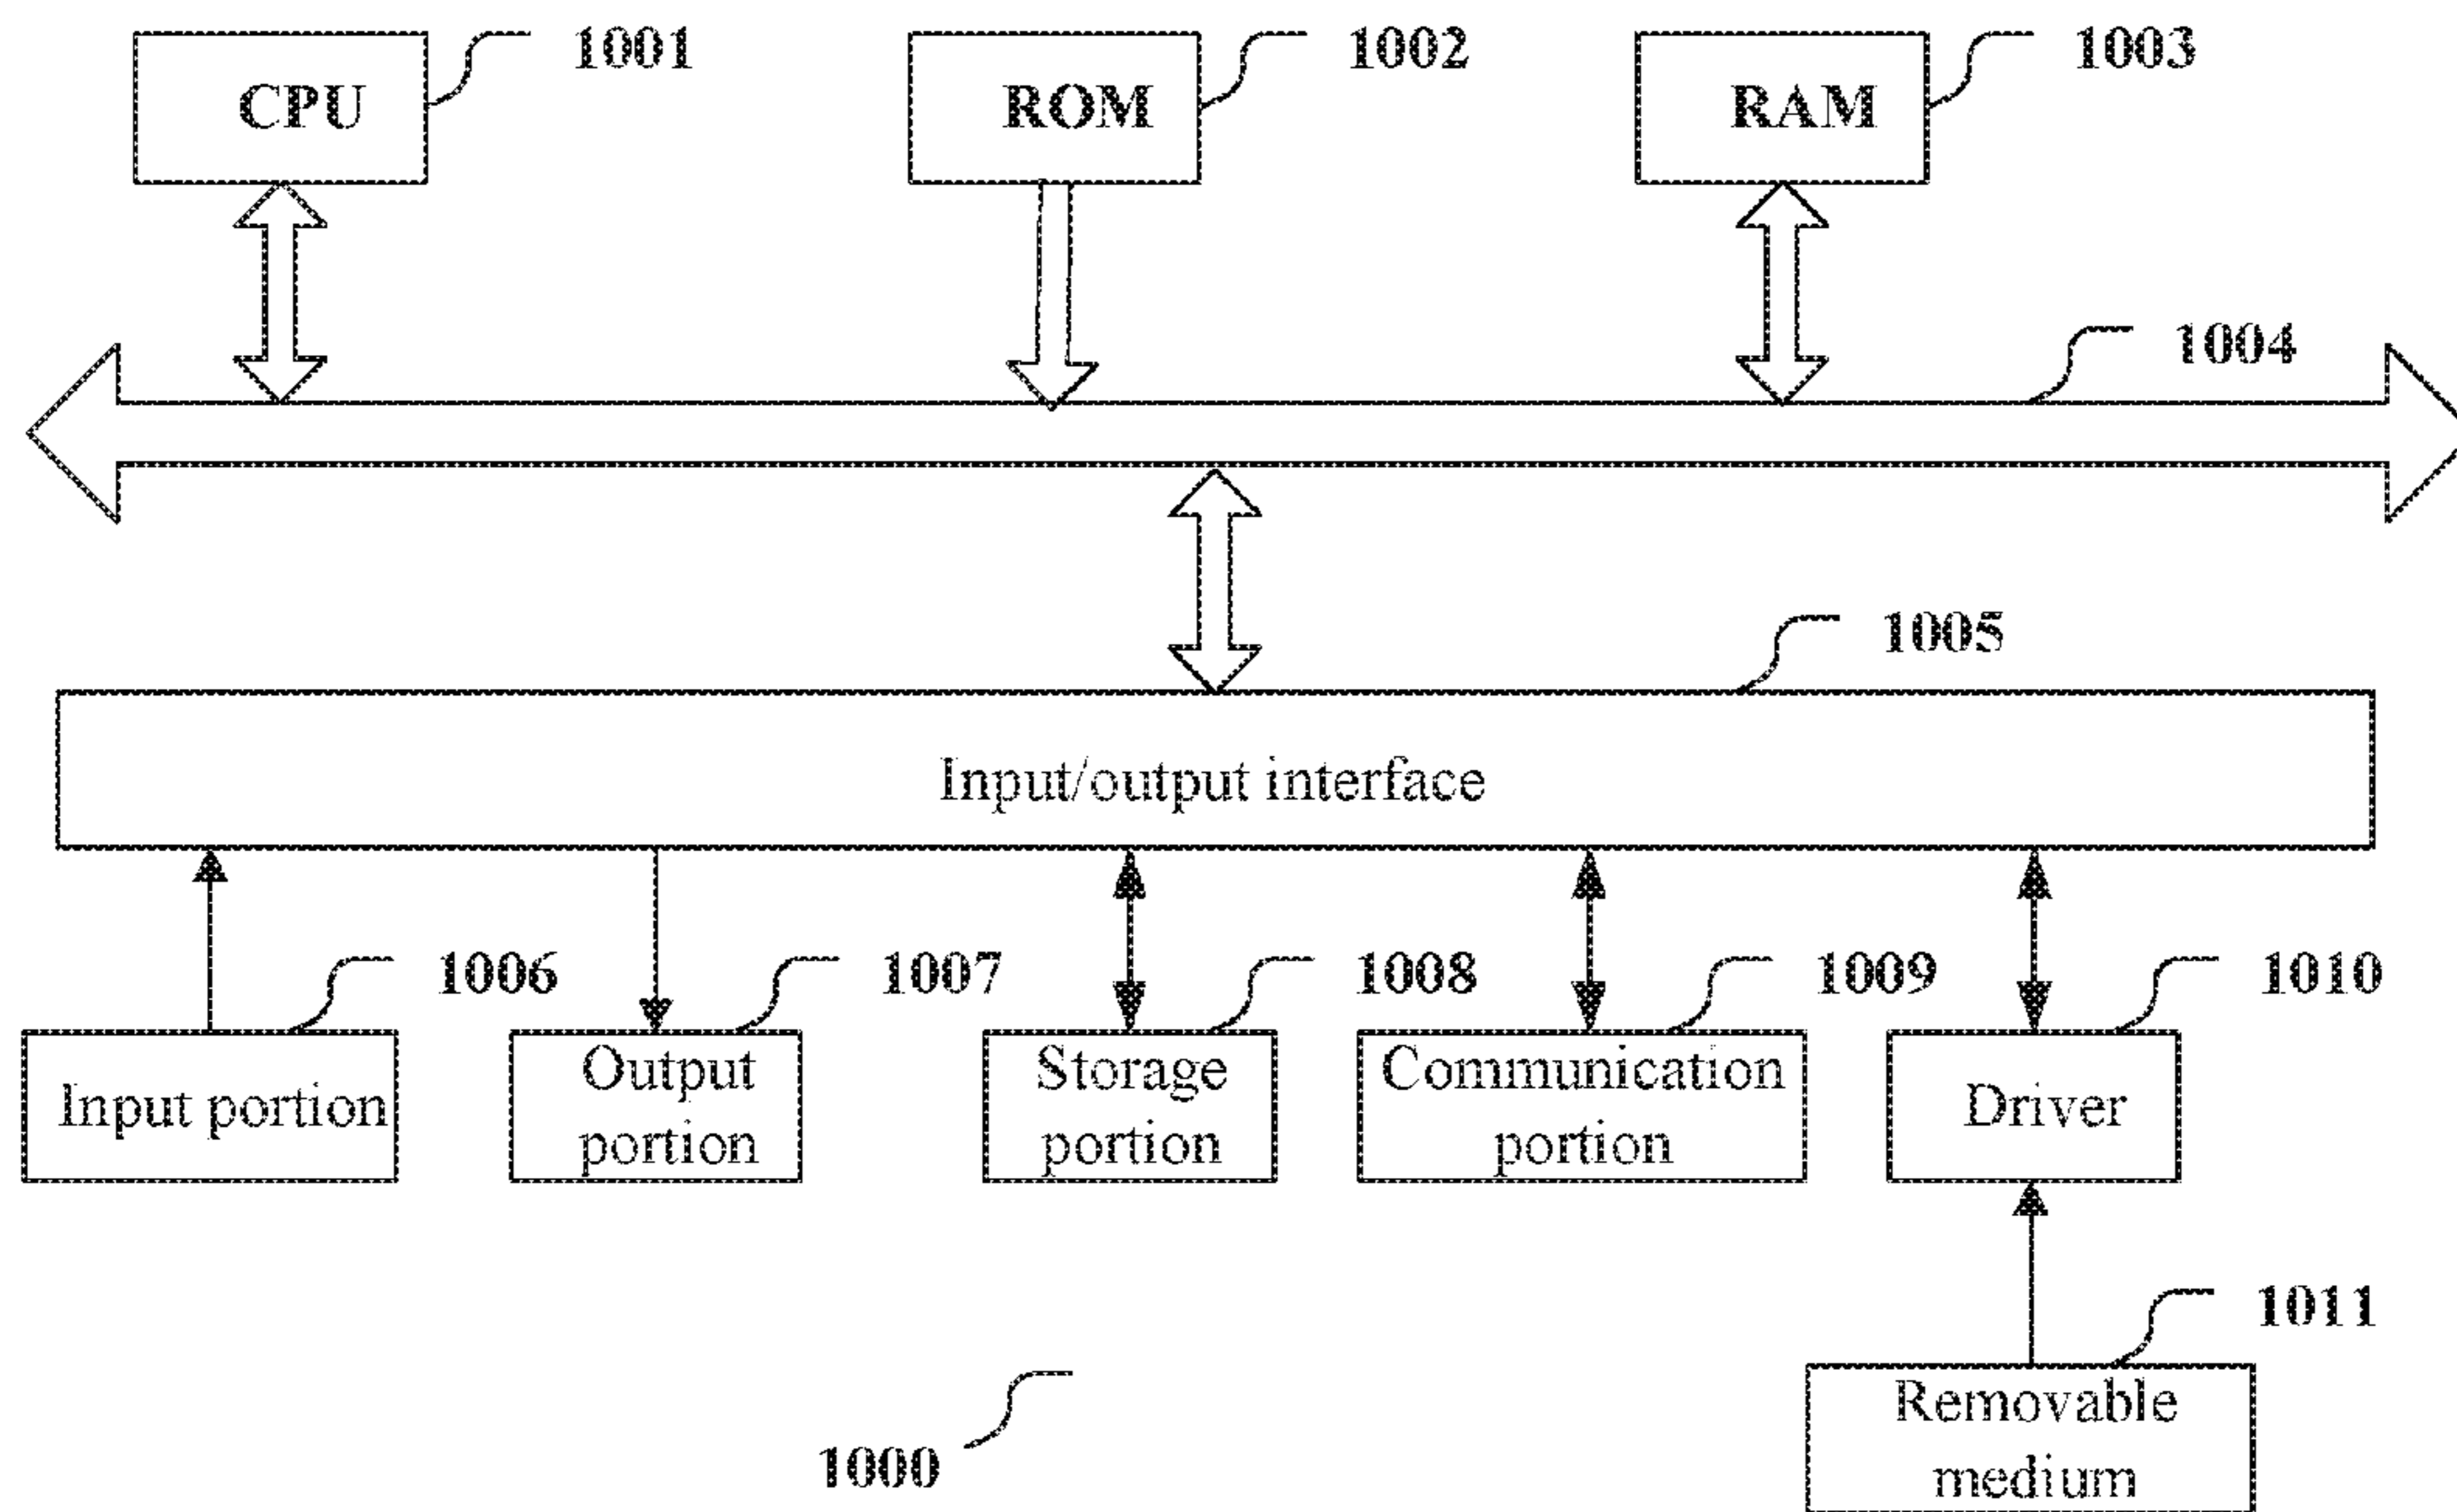 1001
1002
1003
CPU
ROM
RAM
1004
1005
Input/output interface
1006
1007
1008
1009
1010
Input portion
Output
portion
Storage
portion
Communication
portion
Driver
1011
Removable
medium
1000